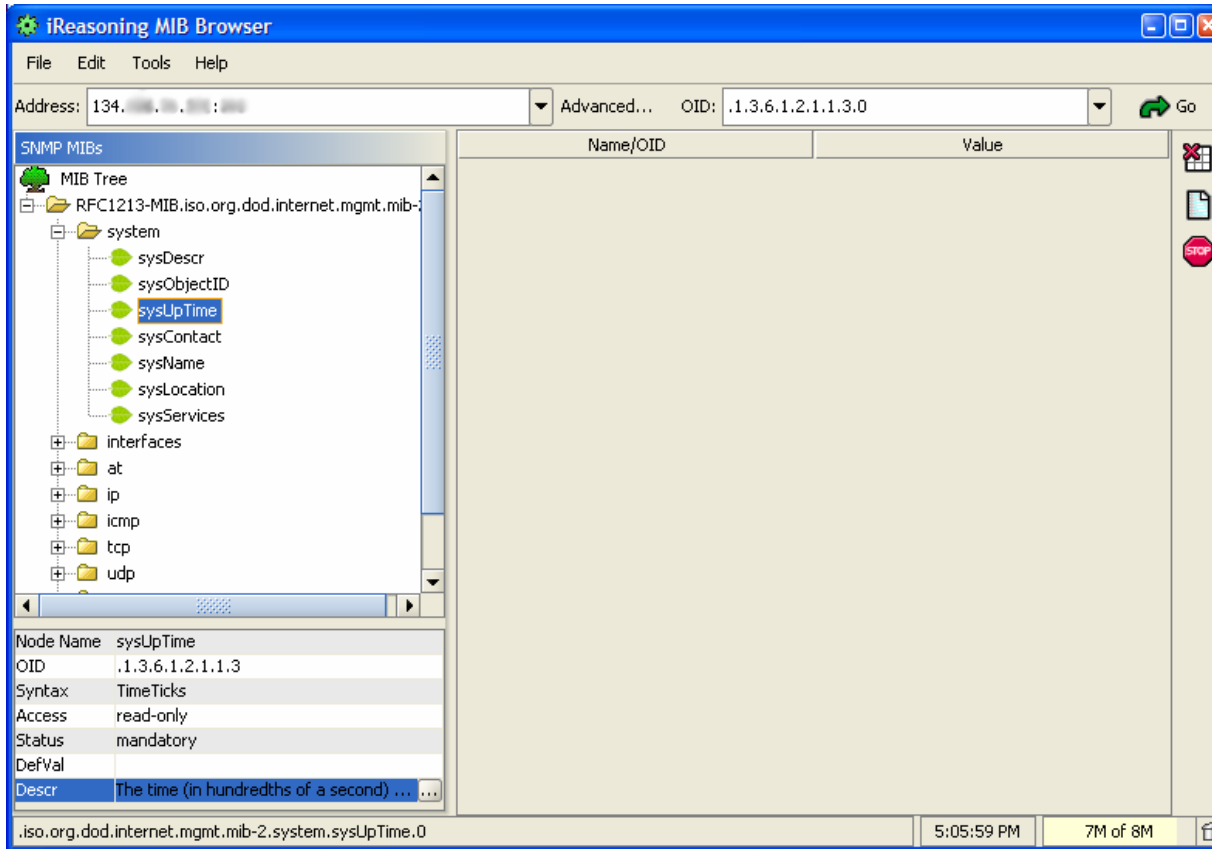 iReasoning MIB Browser
File Edit Tools Help
Address: 134. Advanced... OID: .1.3.6.1.2.1.1.3.0 Go
SNMP MIBs
Name/OID Value
MIB Tree
RFC1213-MIB.iso.org.dod.internet.mgmt.mib-
system
sysDescr
sysObjectID
sysUpTime
sysContact
sysName
sysLocation
sysServices
interfaces
at
ip
icmp
tcp
udp
STOP
Node Name sysUpTime
OID .1.3.6.1.2.1.1.3
Syntax TimeTicks
Access read-only
Status mandatory
DefVal
Descr The time (in hundredths of a second) ... ...
.iso.org.dod.internet.mgmt.mib-2.system.sysUpTime.0 5:05:59 PM 7M of 8M